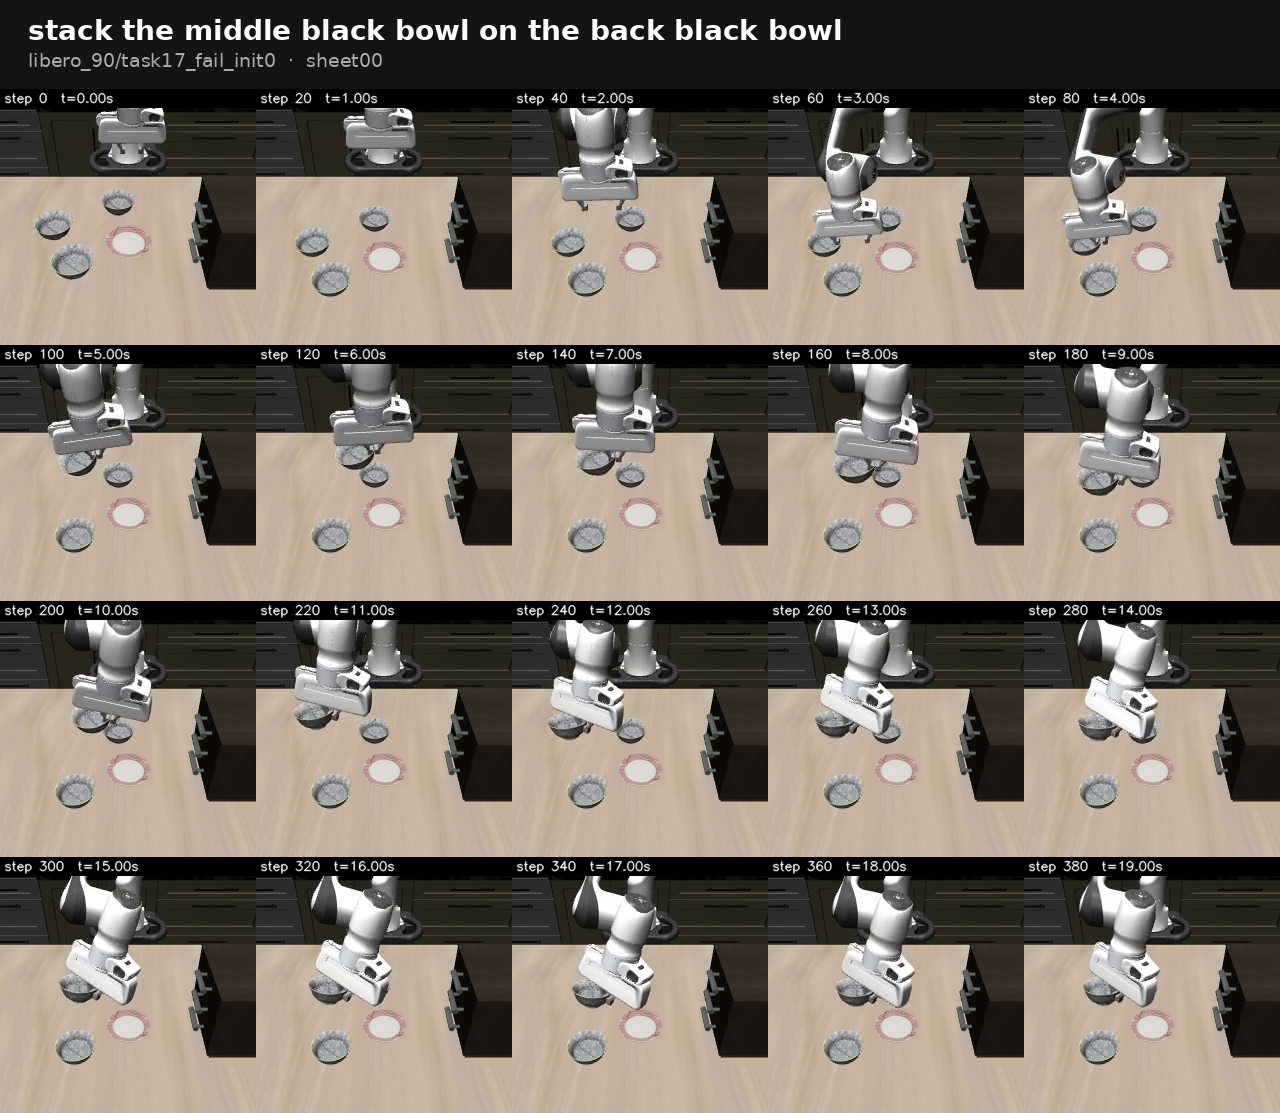 stack the middle black bowl on the back black bowl
libero_90/task17_fail_init0 · sheet00
step 0 t=0.00s
step 20 t=1.00s
step 40 t=2.00s
step 60 t=3.00s
step 80 t=4.00s
step 100 t=5.00s
step 120 t=6.00s
step 140 t=7.00s
step 160 t=8.00s
step 180 t=9.00s
step 200 t=10.00s
step 220 t=11.00s
step 240 t=12.00s
step 260 t=13.00s
step 280 t=14.00s
step 300 t=15.00s
step 320 t=16.00s
step 340 t=17.00s
step 360 t=18.00s
step 380 t=19.00s